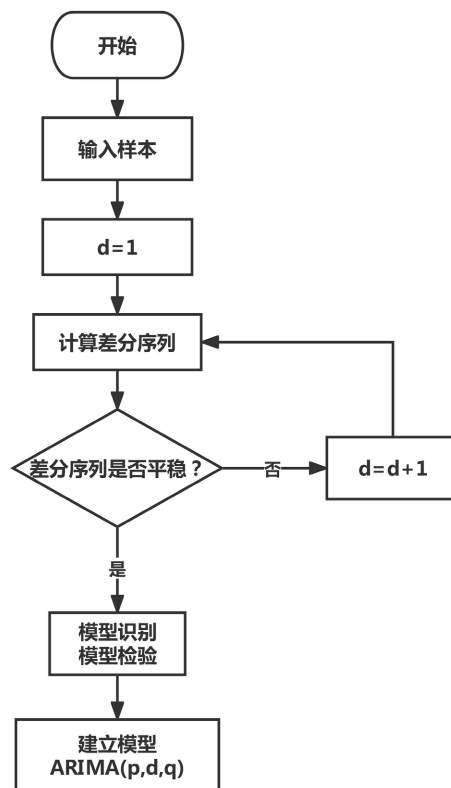 开始
输入样本
d=1
计算差分序列
差分序列是否平稳？
否
d=d+1
是
模型识别
模型检验
建立模型
ARIMA(p,d,q)